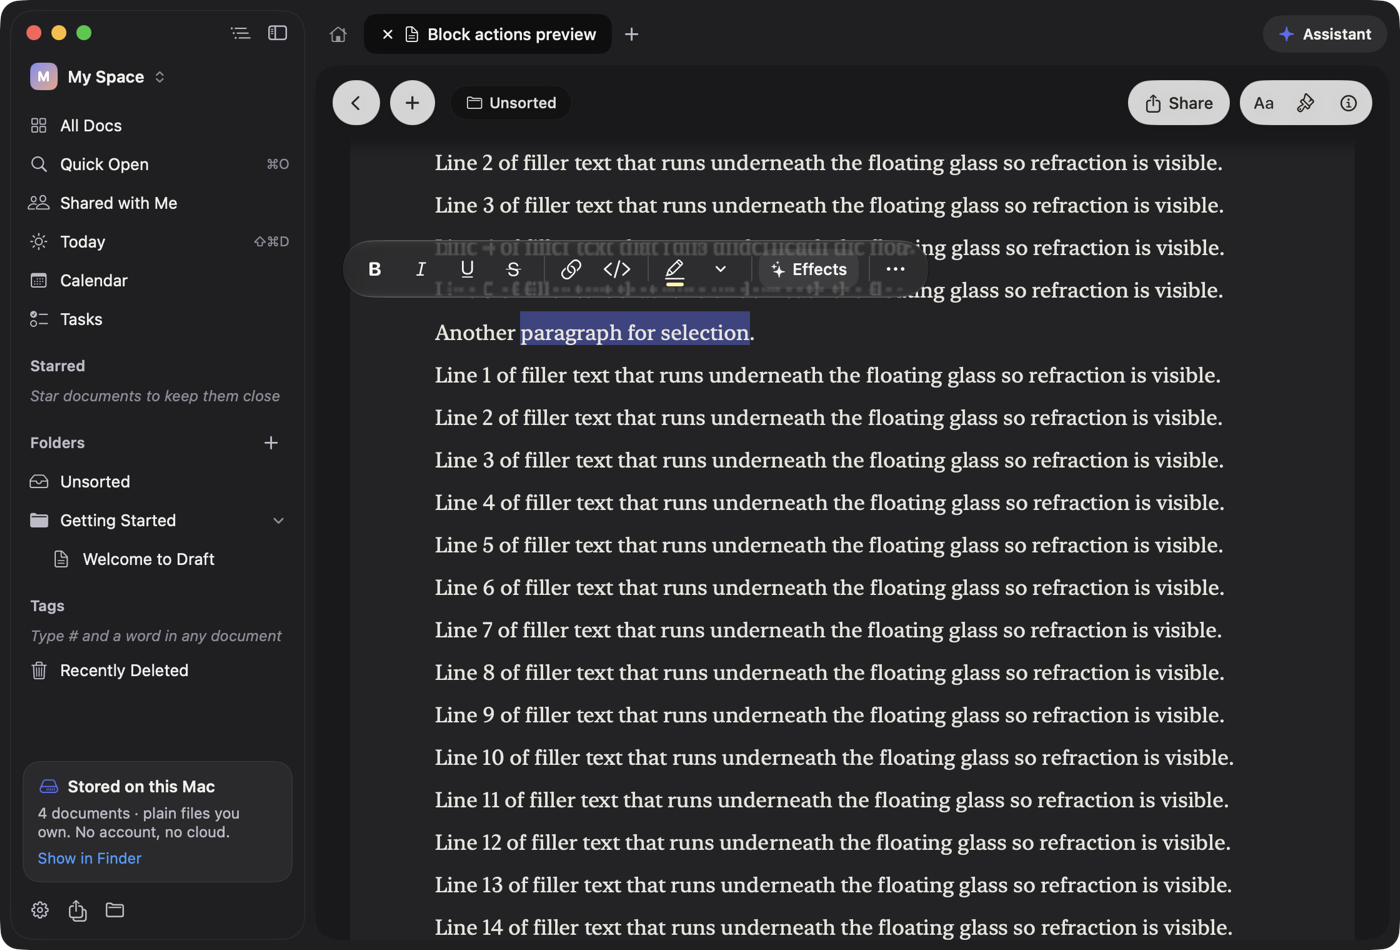 Block actions preview
Assistant
M My Space
All Docs
Quick Open ⌘O
Shared with Me
Today ⇧⌘D
Calendar
Tasks
Starred
Star documents to keep them close
Folders
Unsorted
Getting Started
Welcome to Draft
Tags
Type # and a word in any document
Recently Deleted
Stored on this Mac
4 documents · plain files you
own. No account, no cloud.
Show in Finder
Unsorted
Share
Aa
Line 2 of filler text that runs underneath the floating glass so refraction is visible.
Line 3 of filler text that runs underneath the floating glass so refraction is visible.
Line 4 of filler text that runs underneath the floating glass so refraction is visible.
B I U S </> Effects
glass so refraction is visible.
Another paragraph for selection.
Line 1 of filler text that runs underneath the floating glass so refraction is visible.
Line 2 of filler text that runs underneath the floating glass so refraction is visible.
Line 3 of filler text that runs underneath the floating glass so refraction is visible.
Line 4 of filler text that runs underneath the floating glass so refraction is visible.
Line 5 of filler text that runs underneath the floating glass so refraction is visible.
Line 6 of filler text that runs underneath the floating glass so refraction is visible.
Line 7 of filler text that runs underneath the floating glass so refraction is visible.
Line 8 of filler text that runs underneath the floating glass so refraction is visible.
Line 9 of filler text that runs underneath the floating glass so refraction is visible.
Line 10 of filler text that runs underneath the floating glass so refraction is visible.
Line 11 of filler text that runs underneath the floating glass so refraction is visible.
Line 12 of filler text that runs underneath the floating glass so refraction is visible.
Line 13 of filler text that runs underneath the floating glass so refraction is visible.
Line 14 of filler text that runs underneath the floating glass so refraction is visible.